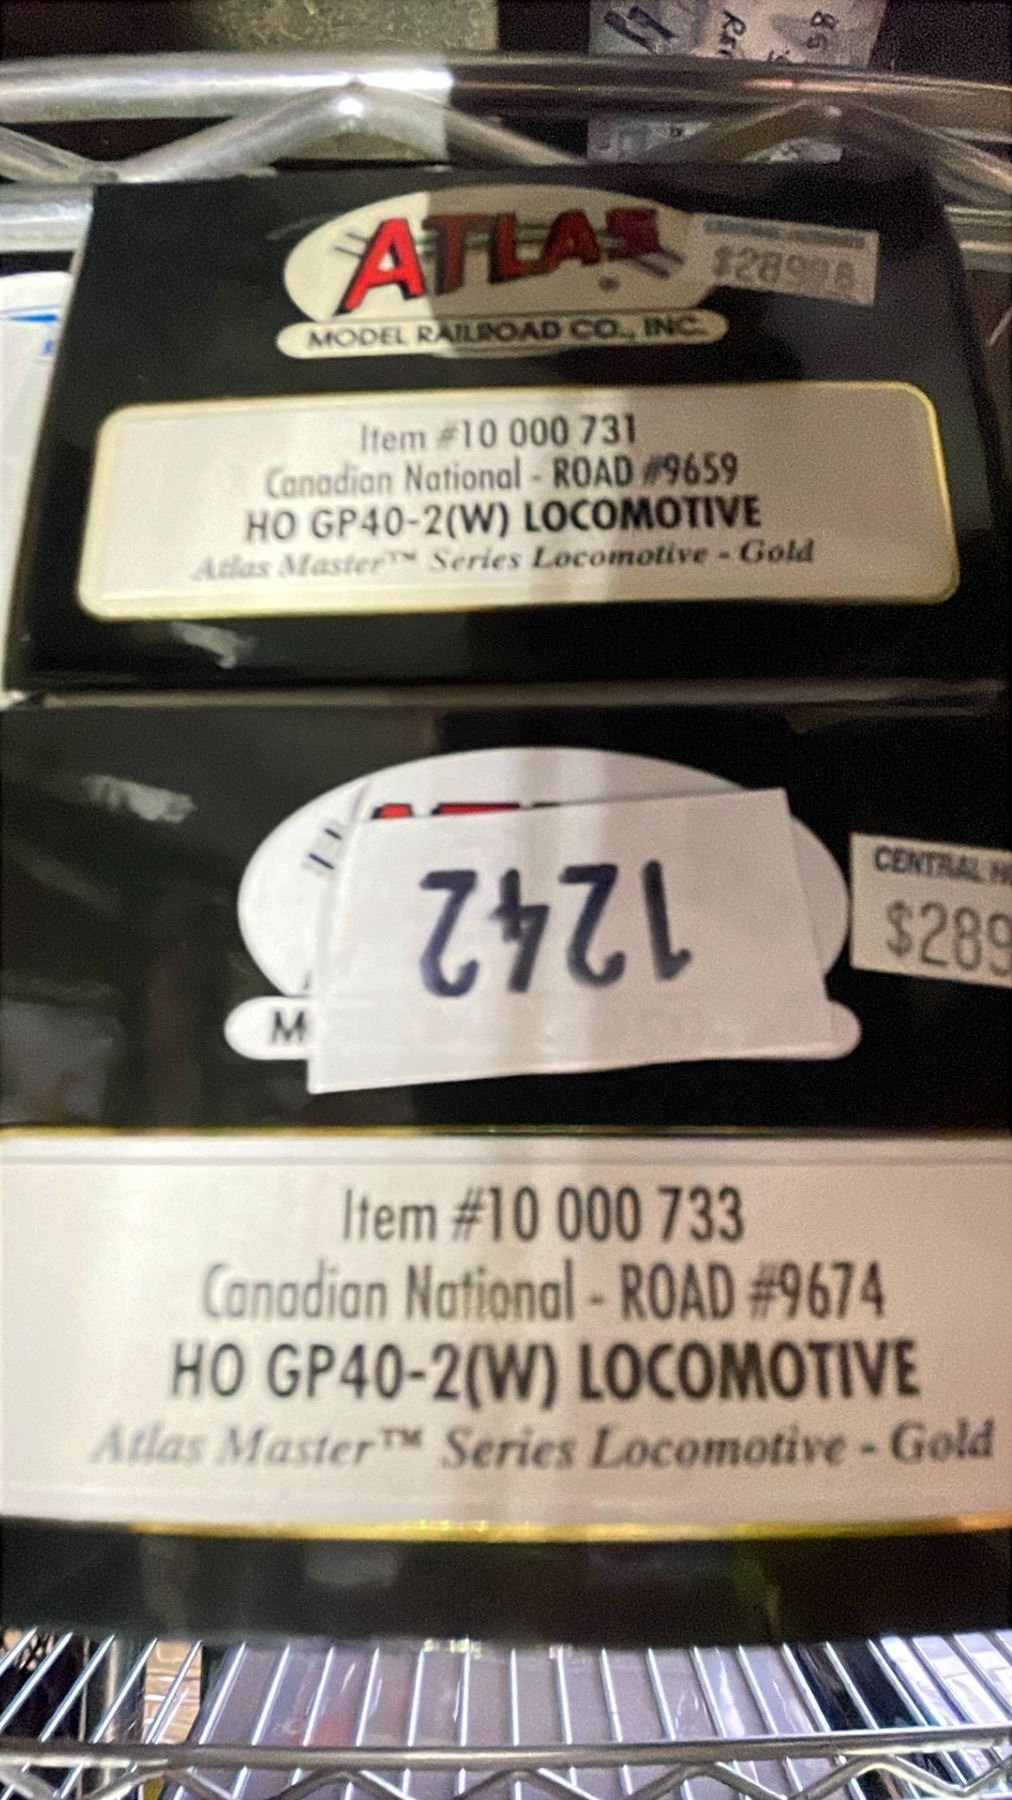 ATLAS
MODEL RAILROAD CO., INC.
Item #10 000 731
Canadian National - ROAD #9659
HO GP40-2(W) LOCOMOTIVE
Atlas Master™ Series Locomotive - Gold
1242
CENTRAL
$289
M
Item #10 000 733
Canadian National - ROAD #9674
HO GP40-2(W) LOCOMOTIVE
Atlas Master™ Series Locomotive - Gold